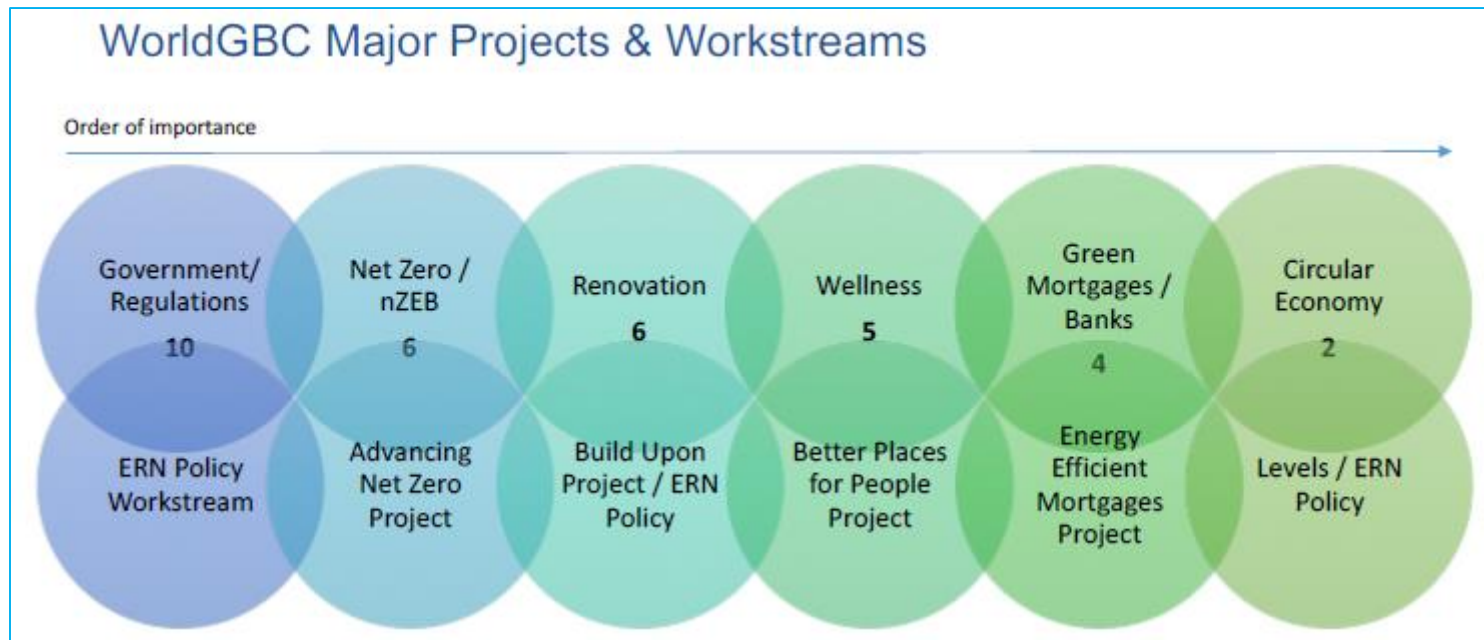 WorldGBC Major Projects & Workstreams
Order of importance
Government/
Regulations
10
Net Zero /
nZEB
6
Renovation
6
Wellness
5
Green
Mortgages /
Banks
4
Circular
Economy
2
ERN Policy
Workstream
Advancing
Net Zero
Project
Build Upon
Project / ERN
Policy
Better Places
for People
Project
Energy
Efficient
Mortgages
Project
Levels / ERN
Policy